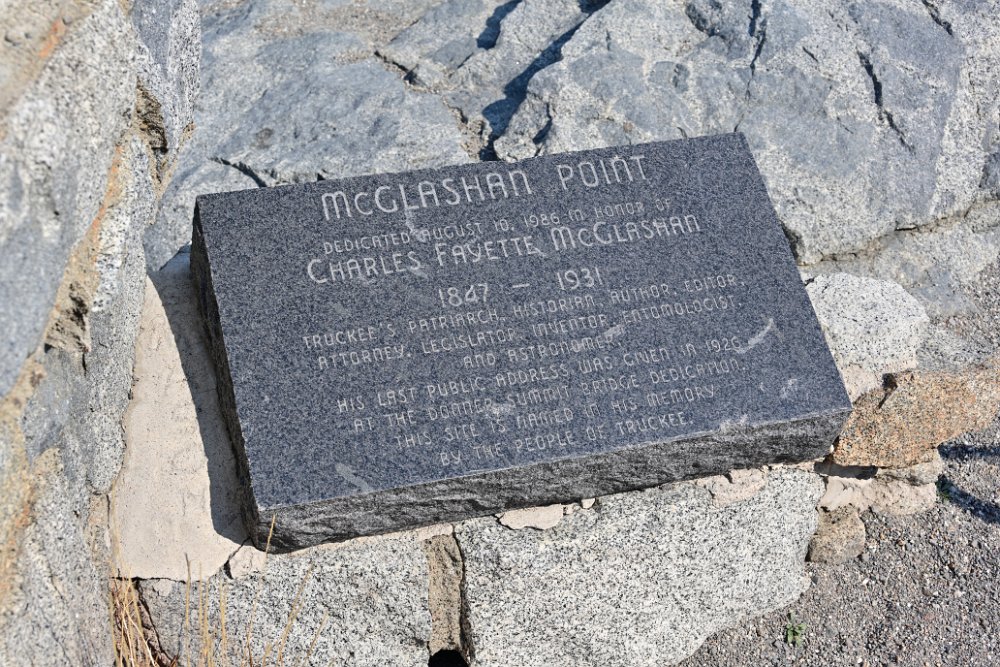 McGLASHAN POINT
DEDICATED AUGUST 10, 1986 IN HONOR OF
CHARLES FAYETTE McGLASHAN
1847 — 1931
TRUCKEE'S PATRIARCH, HISTORIAN, AUTHOR, EDITOR,
ATTORNEY, LEGISLATOR, INVENTOR, ENTOMOLOGIST,
AND ASTRONOMER.
HIS LAST PUBLIC ADDRESS WAS GIVEN IN 1926
AT THE DONNER SUMMIT BRIDGE DEDICATION.
THIS SITE IS NAMED IN HIS MEMORY
BY THE PEOPLE OF TRUCKEE.